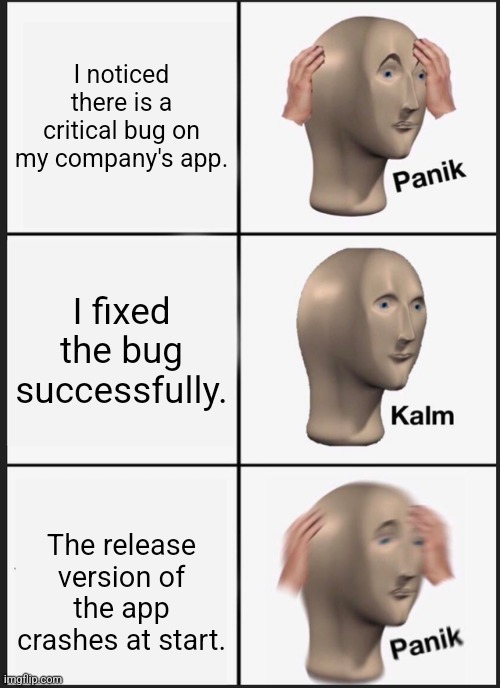 I noticed
there is a
critical bug on
my company's app.
Panik
I fixed
the bug
successfully.
Kalm
The release
version of
the app
crashes at start.
Panik
imgflip.com